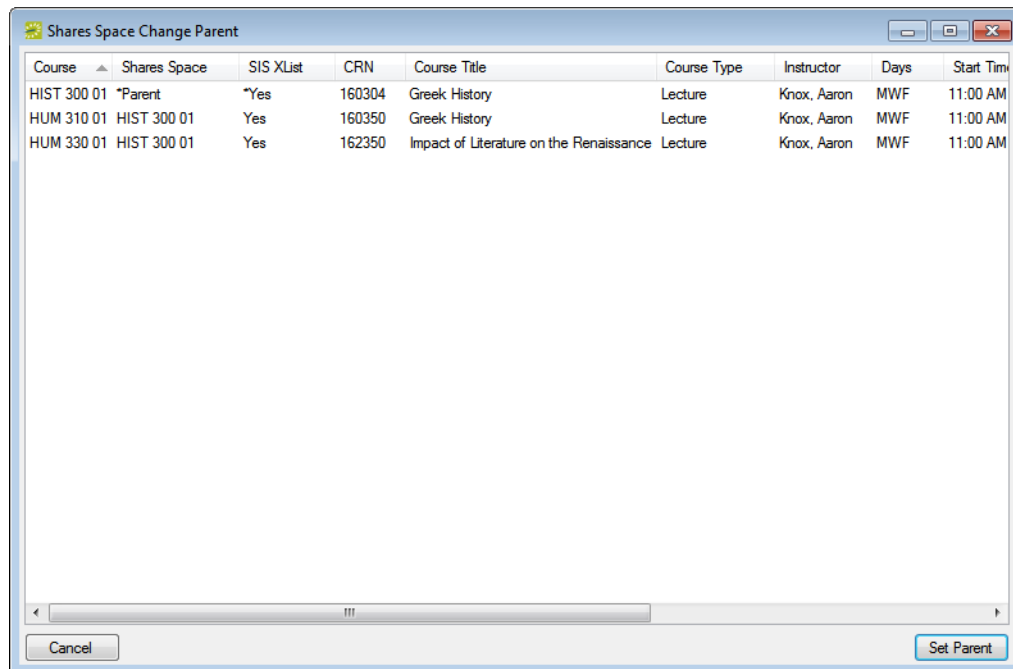 Shares Space Change Parent
Course Shares Space SIS XList CRN Course Title Course Type Instructor Days Start Tim
HIST 300 01 *Parent *Yes 160304 Greek History Lecture Knox, Aaron MWF 11:00 AM
HUM 310 01 HIST 300 01 Yes 160350 Greek History Lecture Knox, Aaron MWF 11:00 AM
HUM 330 01 HIST 300 01 Yes 162350 Impact of Literature on the Renaissance Lecture Knox, Aaron MWF 11:00 AM
Cancel Set Parent